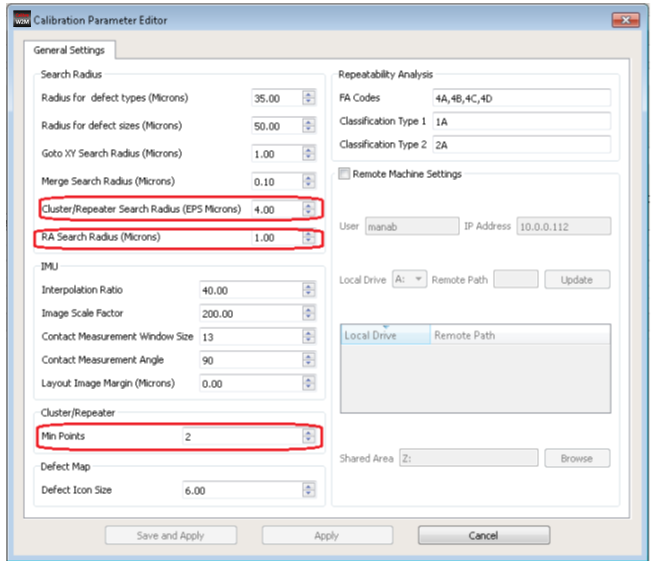 W2M Calibration Parameter Editor
General Settings
Search Radius
Radius for defect types (Microns) 35.00
Radius for defect sizes (Microns) 50.00
Goto XY Search Radius (Microns) 1.00
Merge Search Radius (Microns) 0.10
Cluster/Repeater Search Radius (EPS Microns) 4.00
RA Search Radius (Microns) 1.00
IMU
Interpolation Ratio 40.00
Image Scale Factor 200.00
Contact Measurement Window Size 13
Contact Measurement Angle 90
Layout Image Margin (Microns) 0.00
Cluster/Repeater
Min Points 2
Defect Map
Defect Icon Size 6.00
Repeatability Analysis
FA Codes 4A,4B,4C,4D
Classification Type 1 1A
Classification Type 2 2A
Remote Machine Settings
User manab IP Address 10.0.0.112
Local Drive A: Remote Path Update
Local Drive Remote Path
Shared Area Z: Browse
Save and Apply Apply Cancel